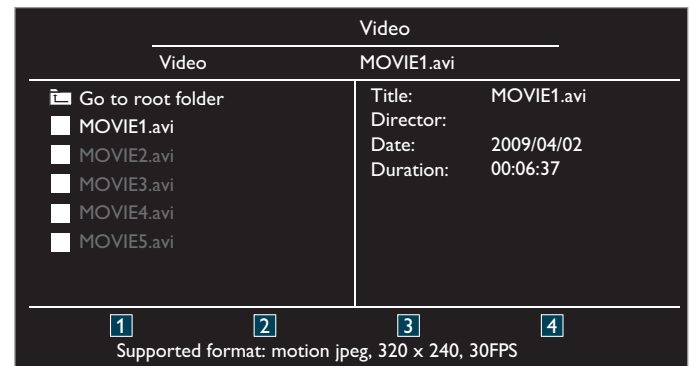 Video
Video
MOVIE1.avi
Go to root folder
MOVIE1.avi
MOVIE2.avi
MOVIE3.avi
MOVIE4.avi
MOVIE5.avi
Title: MOVIE1.avi
Director:
Date: 2009/04/02
Duration: 00:06:37
1 2 3 4
Supported format: motion jpeg, 320 x 240, 30FPS